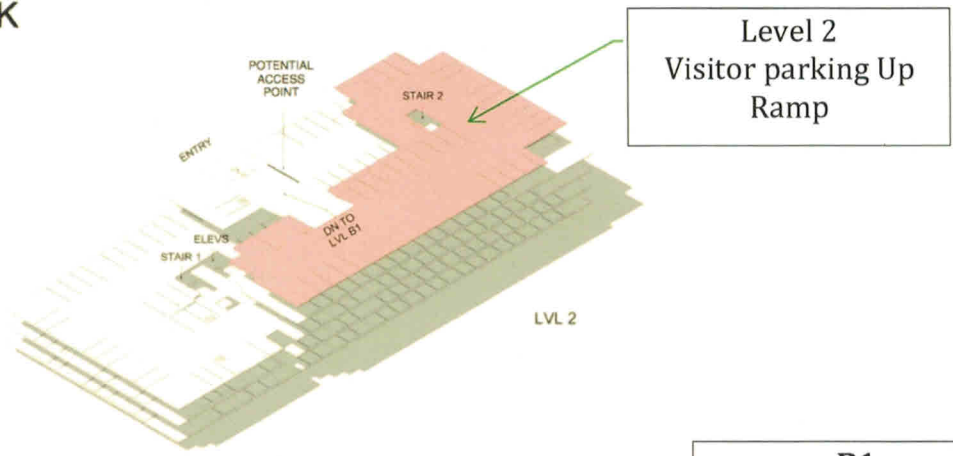 K
Level 2
Visitor parking Up
Ramp
POTENTIAL
ACCESS
POINT
STAIR 2
ENTRY
DN TO
LVL B1
ELEVS
STAIR 1
LVL 2
B1